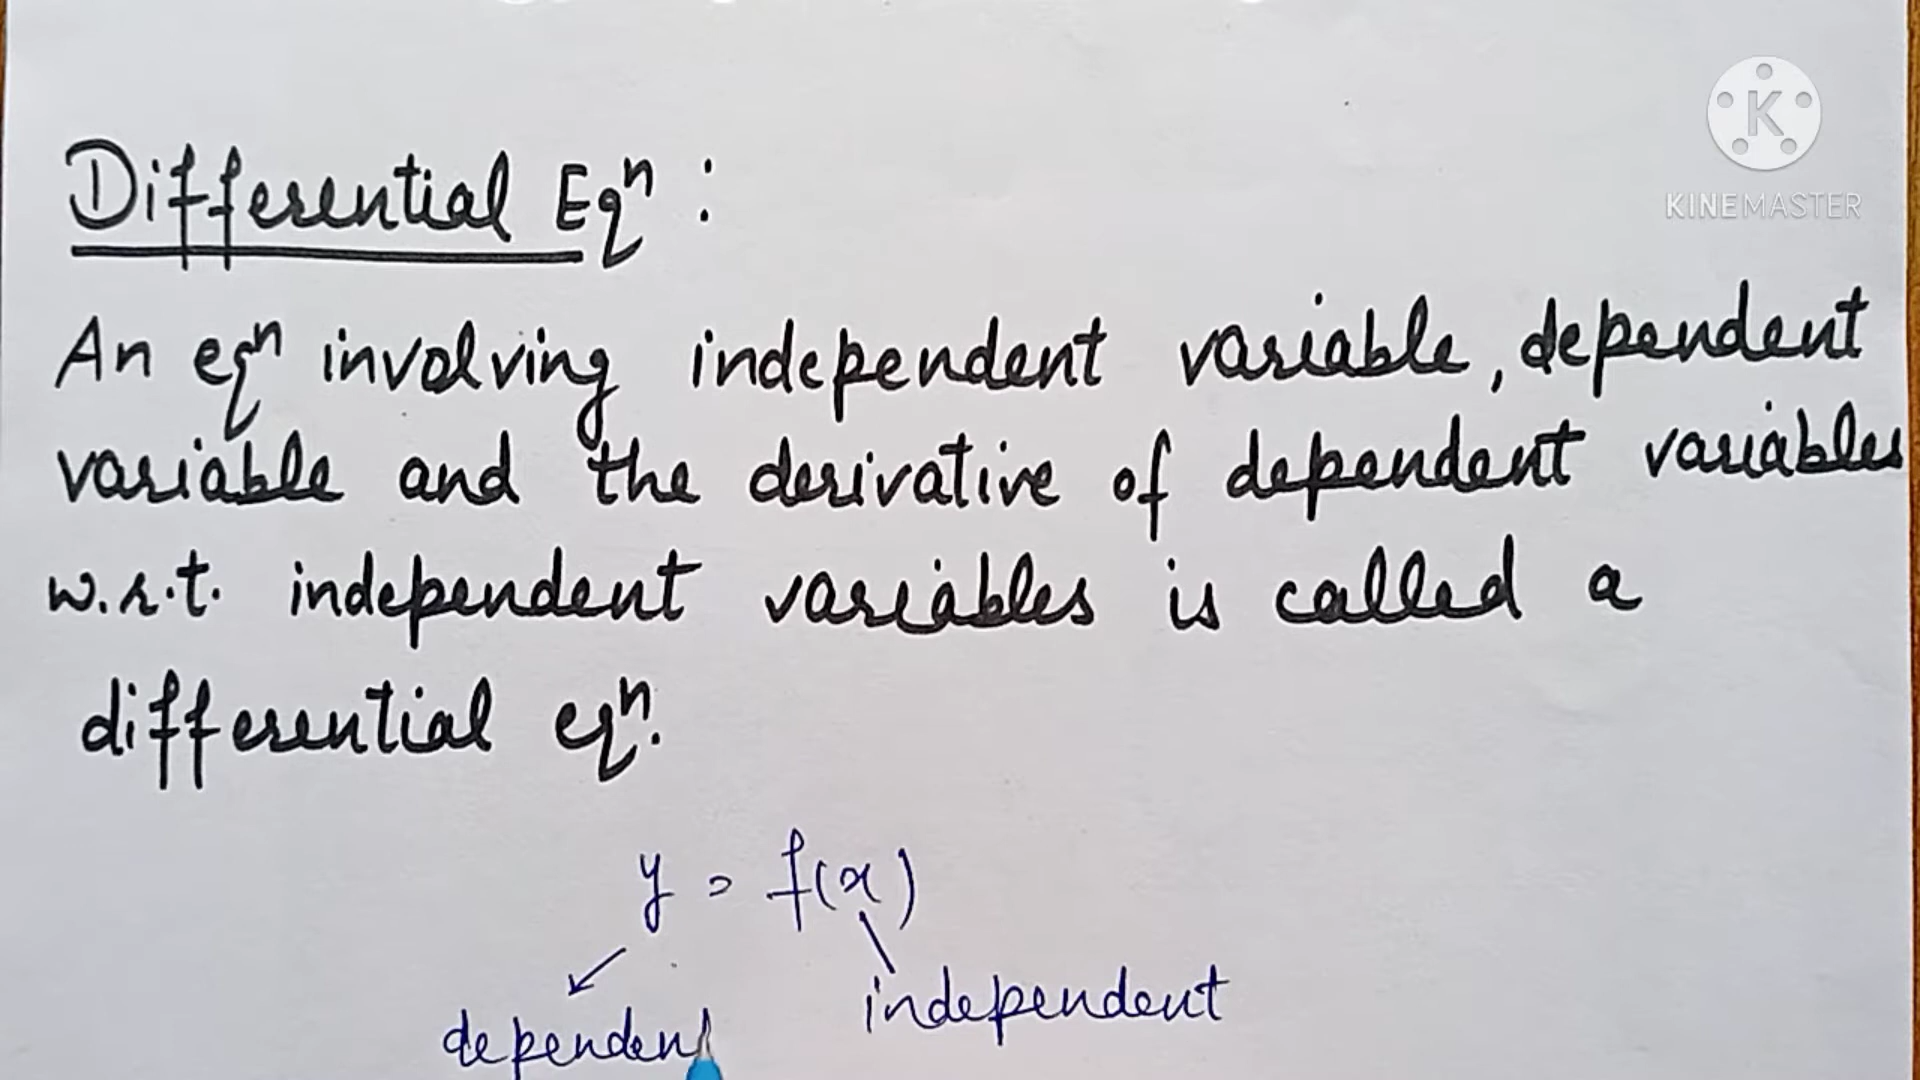 K
KINEMASTER
Differential Eqⁿ :
An eqⁿ involving independent variable, dependent
variable and the derivative of dependent variables
w.r.t. independent variables is called a
differential eqⁿ.
y = f(x)
independent
dependent